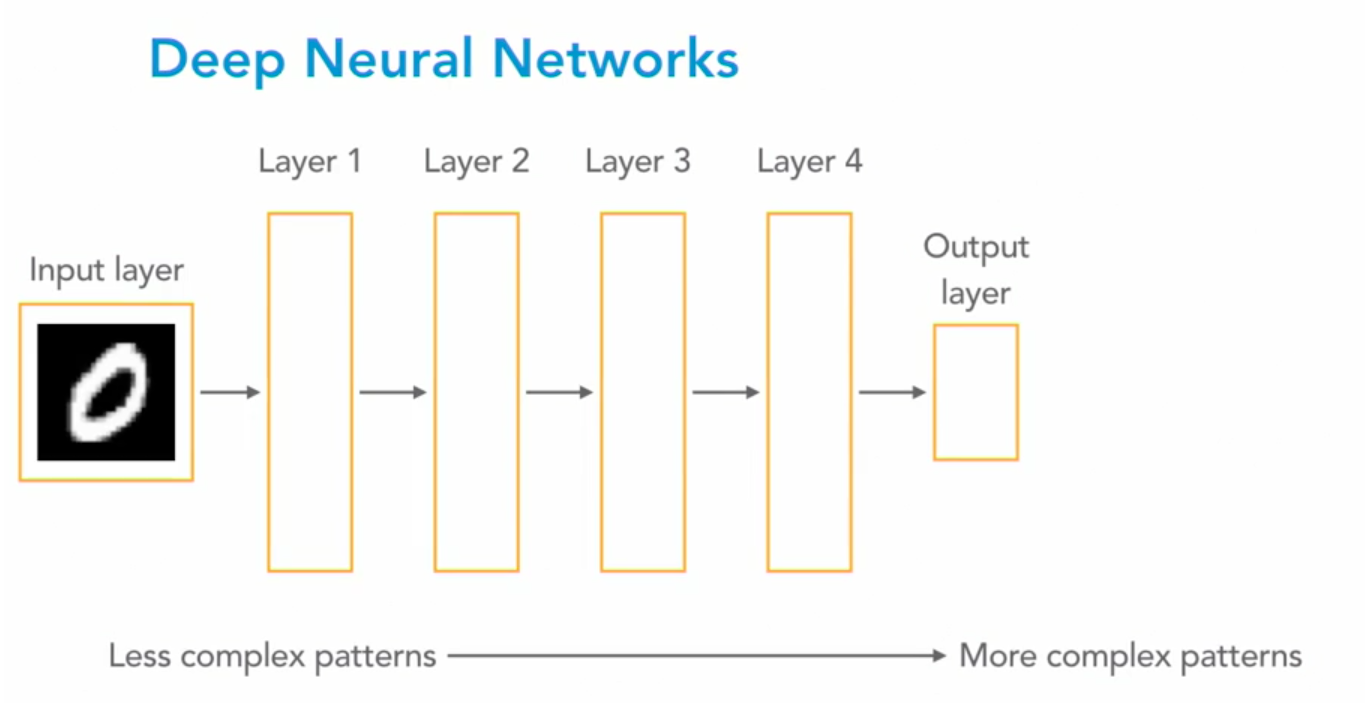 Deep Neural Networks
Layer 1
Layer 2
Layer 3
Layer 4
Input layer
Output
layer
0
Less complex patterns
More complex patterns